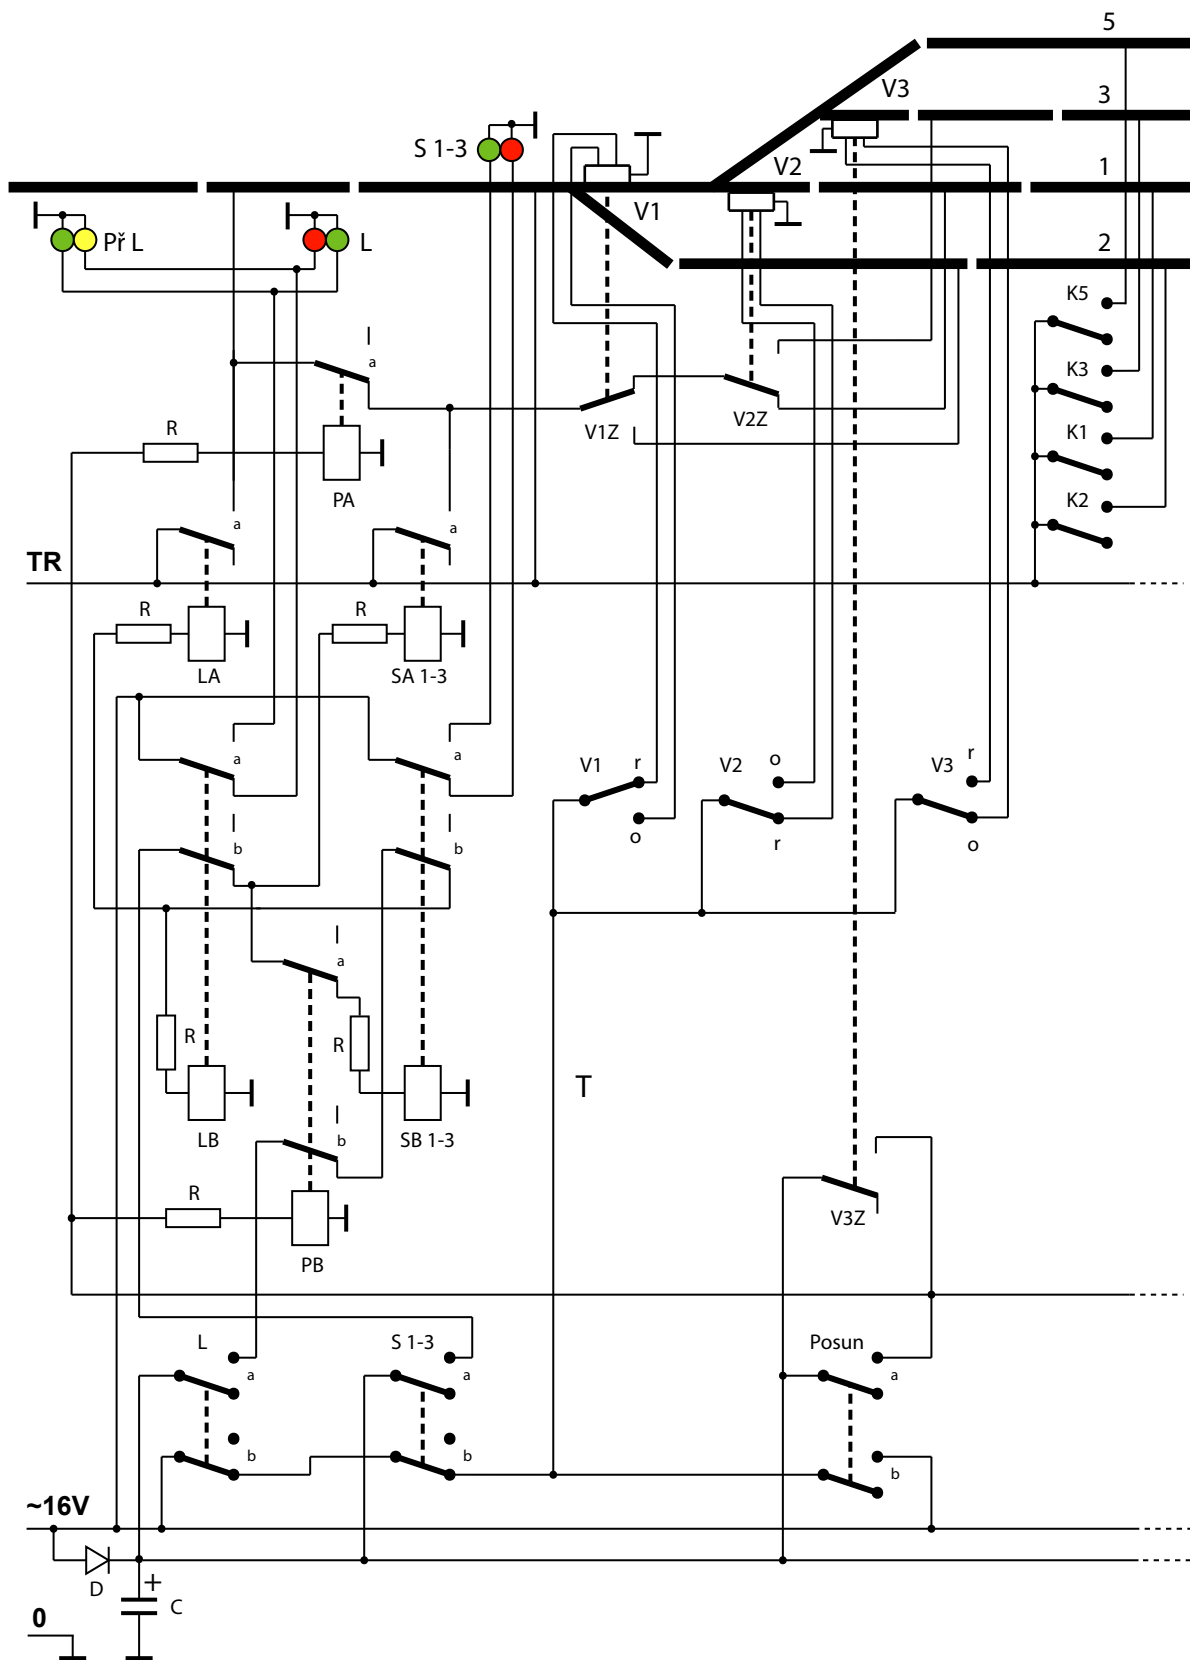 5
V3
3
S 1-3
V2
1
V1
Př L
L
2
K5
a
K3
R
V1Z
V2Z
K1
PA
K2
a
a
TR
R
R
LA
SA 1-3
a
a
V1
r
V2
o
V3
r
o
r
o
b
b
a
R
R
T
LB
b
SB 1-3
R
V3Z
PB
L
S 1-3
Posun
a
a
a
b
b
b
~16V
D
+
C
0